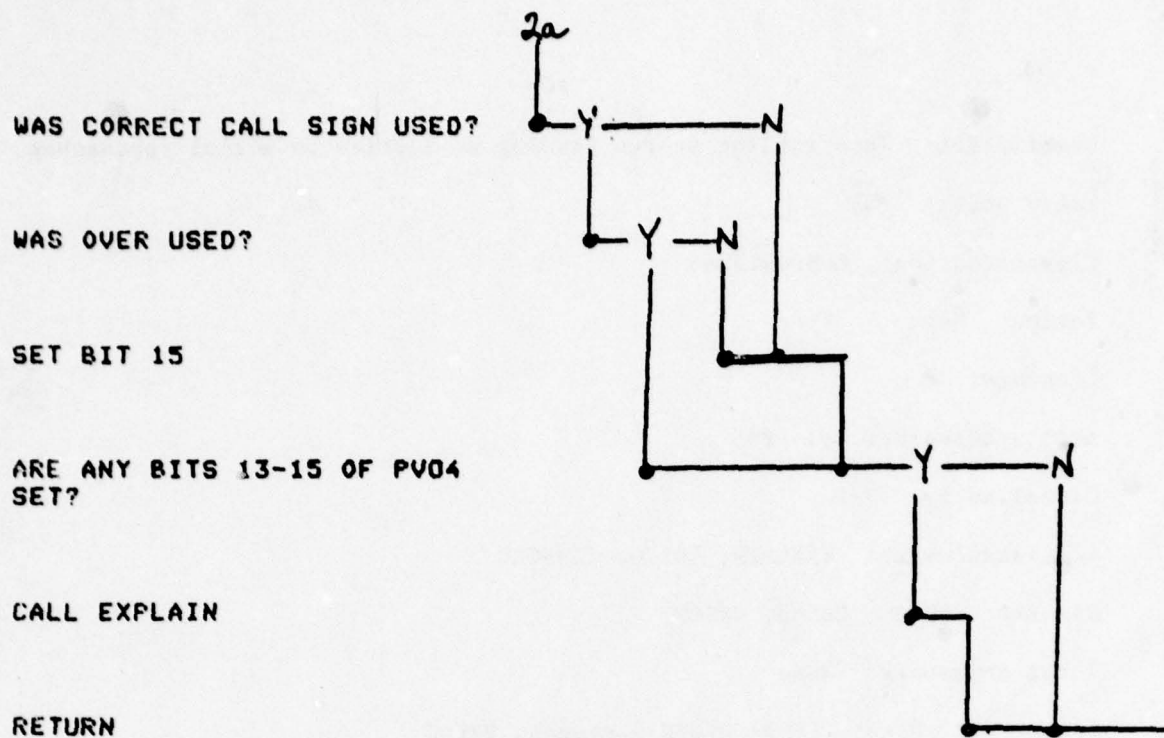 2a
WAS CORRECT CALL SIGN USED? Y N
WAS OVER USED? Y N
SET BIT 15
ARE ANY BITS 13-15 OF PV04 Y N
SET?
CALL EXPLAIN
RETURN